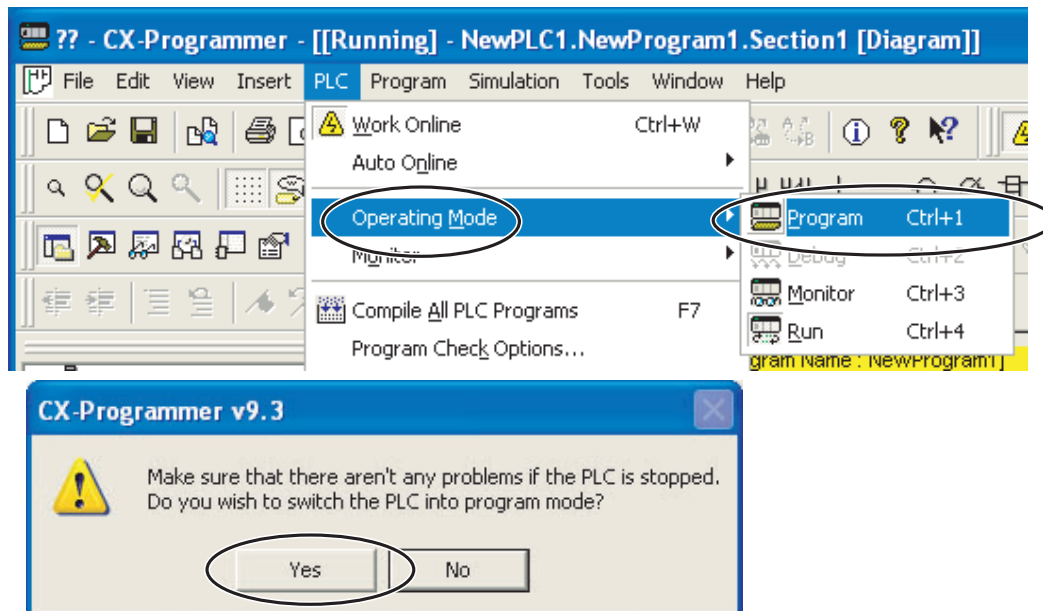 ?? - CX-Programmer - [[Running] - NewPLC1.NewProgram1.Section1 [Diagram]]
File Edit View Insert PLC Program Simulation Tools Window Help
Work Online Ctrl+W
Auto Online
Operating Mode
Program Ctrl+1
Monitor
Debug Ctrl+2
Monitor Ctrl+3
Compile All PLC Programs F7
Run Ctrl+4
Program Check Options...
gram Name : NewProgram1]
CX-Programmer v9.3
Make sure that there aren't any problems if the PLC is stopped.
Do you wish to switch the PLC into program mode?
Yes No